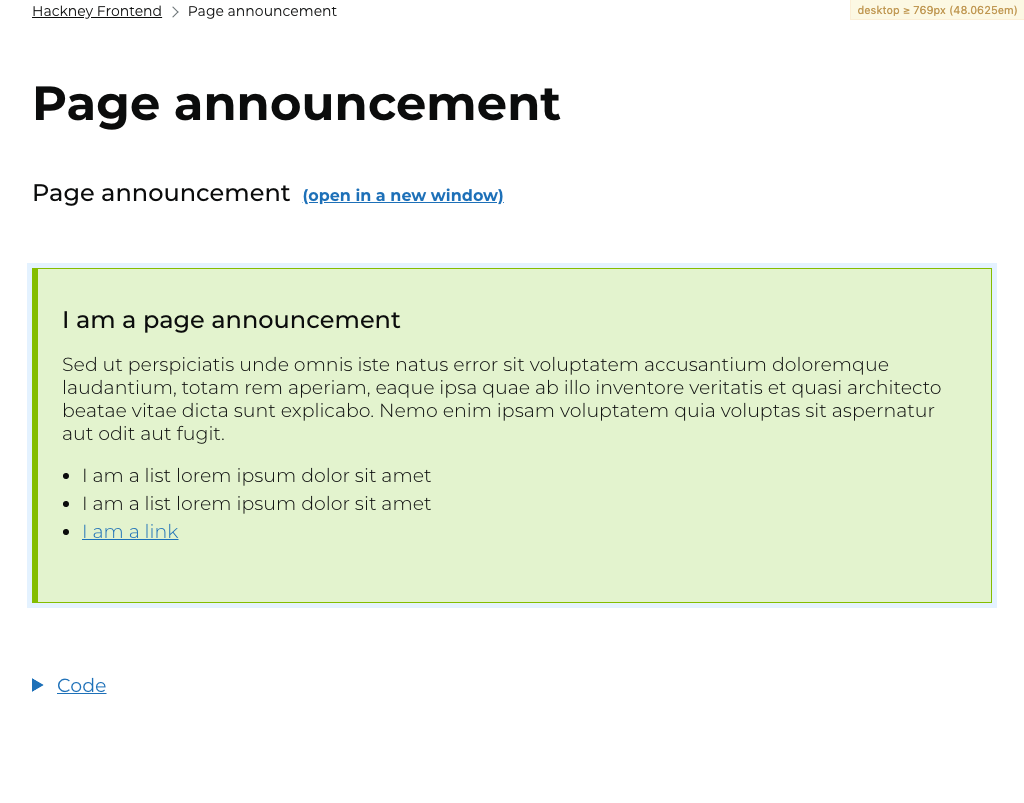 Hackney Frontend > Page announcement
desktop ≥ 769px (48.0625em)
Page announcement
Page announcement (open in a new window)
I am a page announcement
Sed ut perspiciatis unde omnis iste natus error sit voluptatem accusantium doloremque
laudantium, totam rem aperiam, eaque ipsa quae ab illo inventore veritatis et quasi architecto
beatae vitae dicta sunt explicabo. Nemo enim ipsam voluptatem quia voluptas sit aspernatur
aut odit aut fugit.
• I am a list lorem ipsum dolor sit amet
• I am a list lorem ipsum dolor sit amet
• I am a link
Code